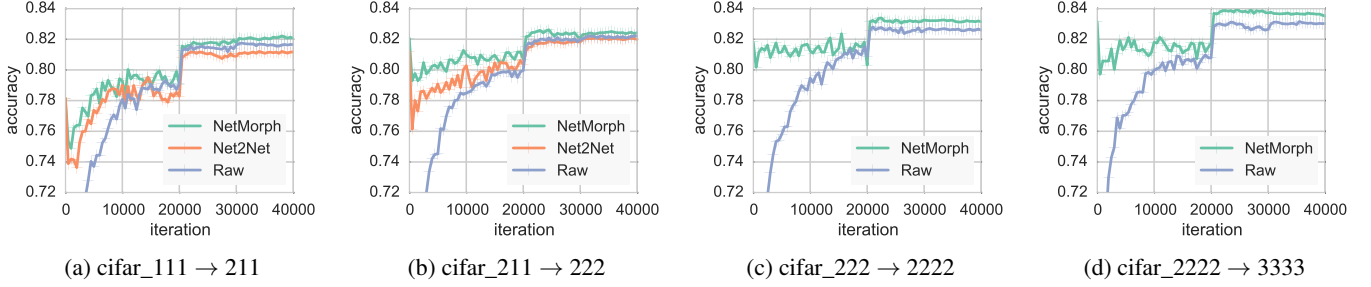 0.84
0.82
0.80
0.78
0.76
0.74
0.72
accuracy
NetMorph
Net2Net
Raw
0 10000 20000 30000 40000
iteration
(a) cifar_111 → 211
0.84
0.82
0.80
0.78
0.76
0.74
0.72
accuracy
NetMorph
Net2Net
Raw
0 10000 20000 30000 40000
iteration
(b) cifar_211 → 222
0.84
0.82
0.80
0.78
0.76
0.74
0.72
accuracy
NetMorph
Raw
0 10000 20000 30000 40000
iteration
(c) cifar_222 → 2222
0.84
0.82
0.80
0.78
0.76
0.74
0.72
accuracy
NetMorph
Raw
0 10000 20000 30000 40000
iteration
(d) cifar_2222 → 3333